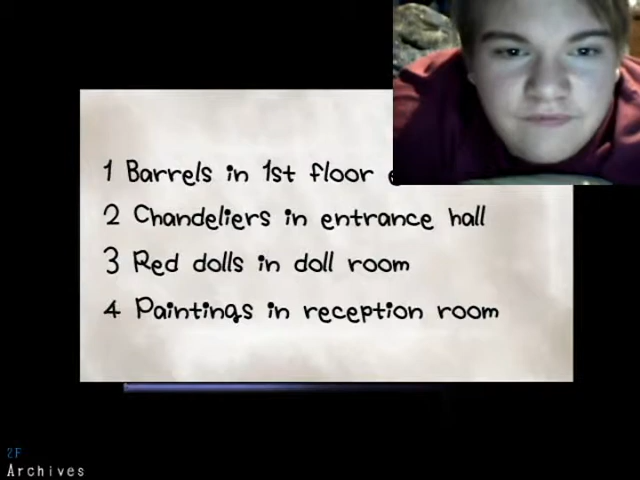 1 Barrels in 1st floor
2 Chandeliers in entrance hall
3 Red dolls in doll room
4 Paintings in reception room
2F
Archives